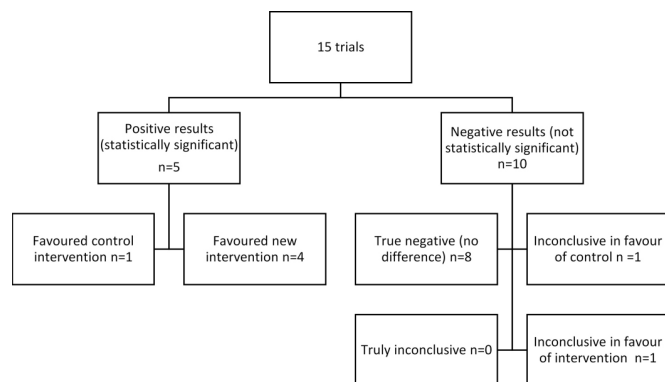 15 trials
Positive results
(statistically significant)
n=5
Negative results (not
statistically significant)
n=10
Favoured control
intervention n=1
Favoured new
intervention n=4
True negative (no
difference) n=8
Inconclusive in favour
of control n =1
Truly inconclusive n=0
Inconclusive in favour
of intervention n=1